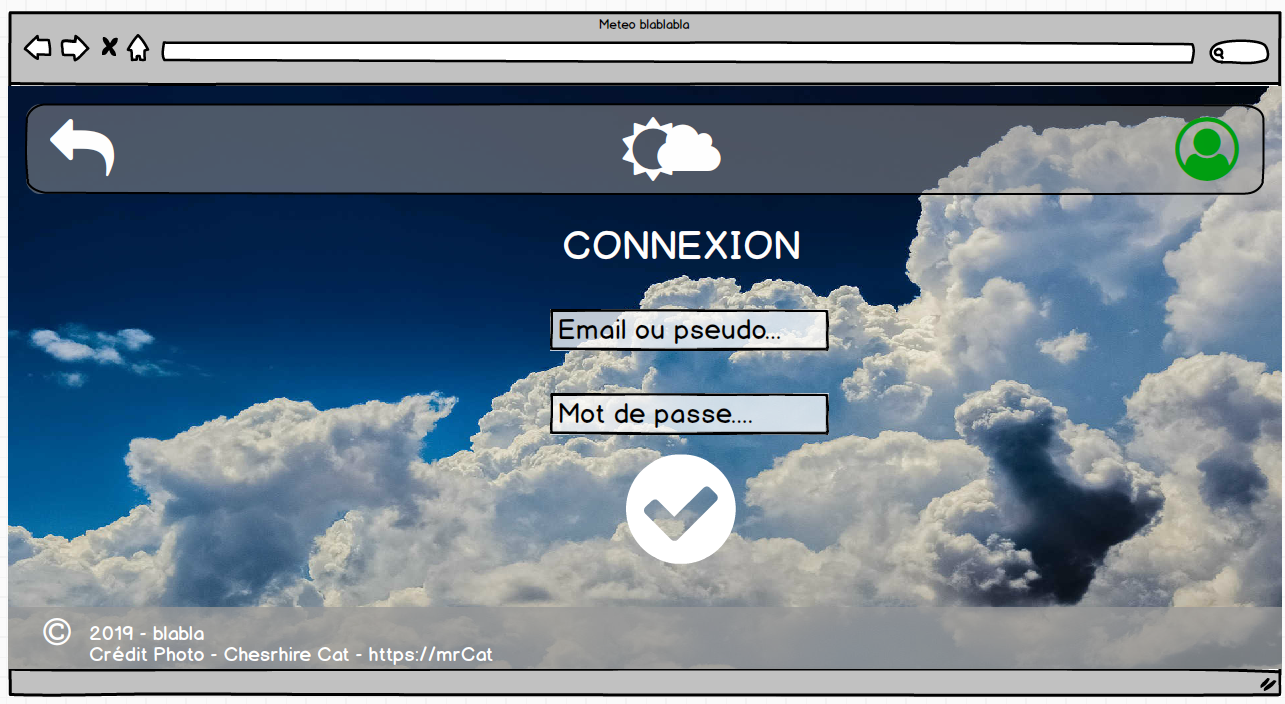 Meteo blablabla
CONNEXION
Email ou pseudo...
Mot de passe....
© 2019 - blabla
Crédit Photo - Chesrhire Cat - https://mrCat